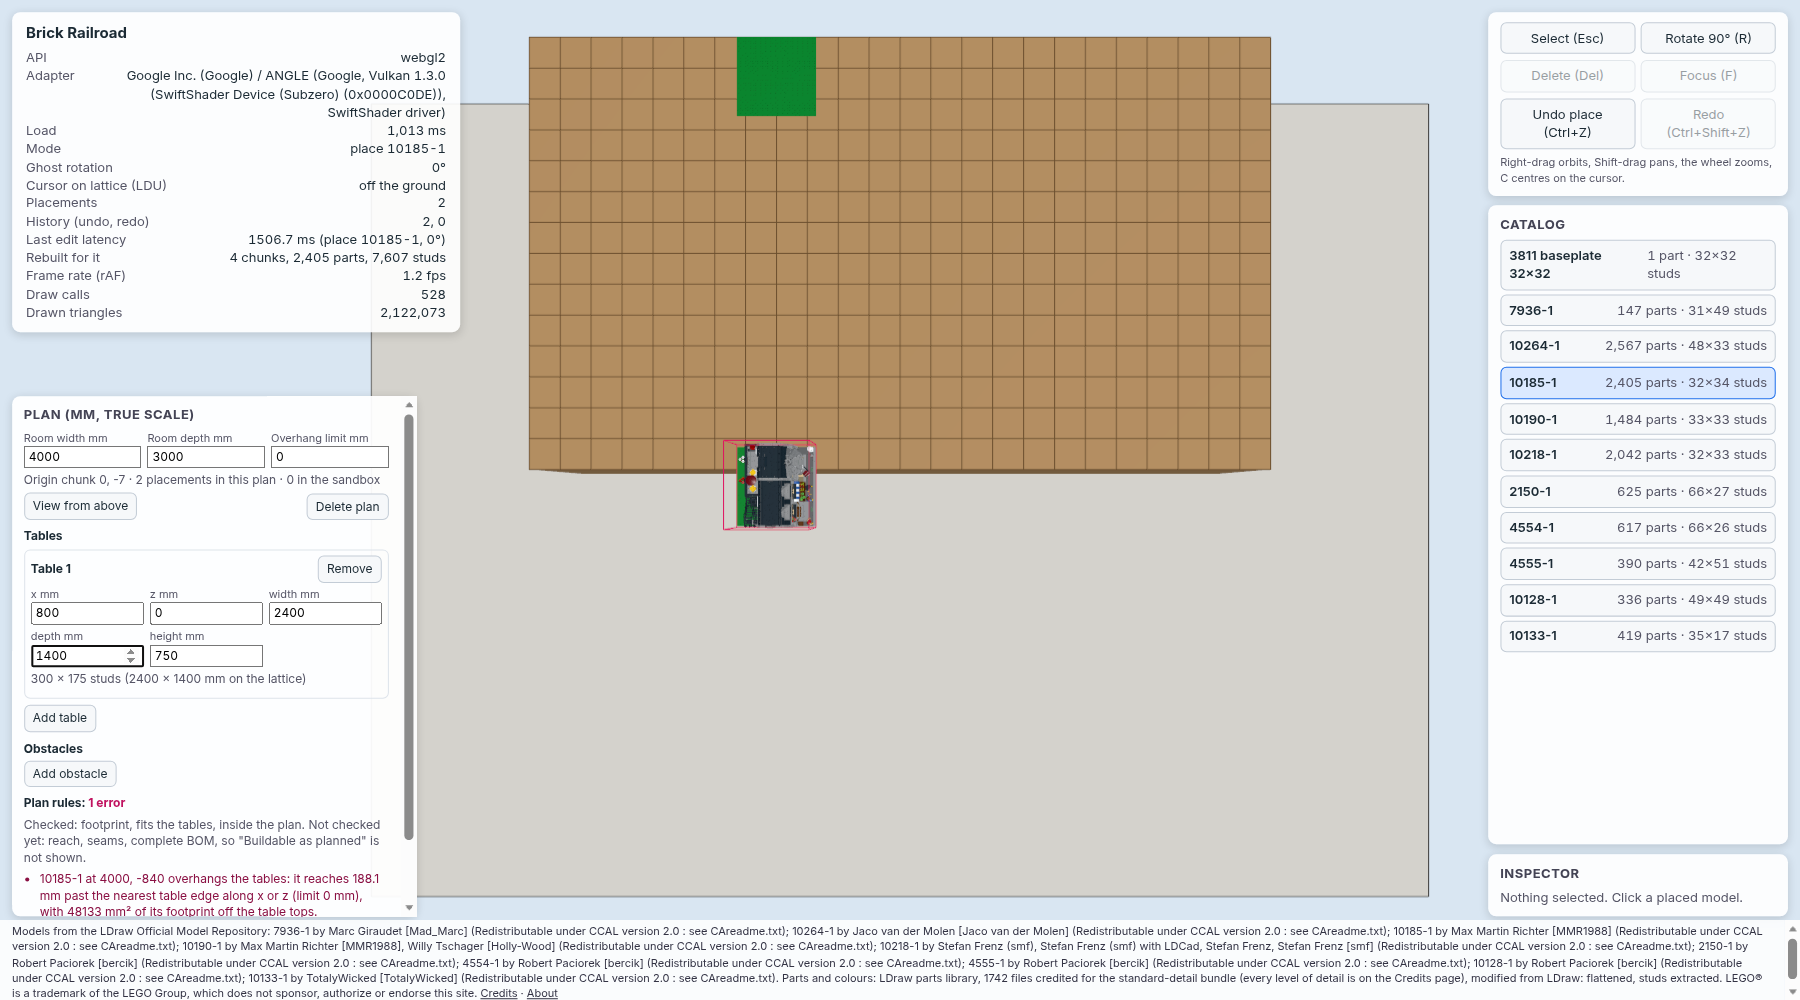 Brick Railroad
API webgl2
Adapter Google Inc. (Google) / ANGLE (Google, Vulkan 1.3.0
(SwiftShader Device (Subzero) (0x0000C0DE)),
SwiftShader driver)
Load 1,013 ms
Mode place 10185-1
Ghost rotation 0°
Cursor on lattice (LDU) off the ground
Placements 2
History (undo, redo) 2, 0
Last edit latency 1506.7 ms (place 10185-1, 0°)
Rebuilt for it 4 chunks, 2,405 parts, 7,607 studs
Frame rate (rAF) 1.2 fps
Draw calls 528
Drawn triangles 2,122,073
PLAN (MM, TRUE SCALE)
Room width mm Room depth mm Overhang limit mm
4000 3000 0
Origin chunk 0, -7 · 2 placements in this plan · 0 in the sandbox
View from above Delete plan
Tables
Table 1 Remove
x mm z mm width mm
800 0 2400
depth mm height mm
1400 750
300 × 175 studs (2400 × 1400 mm on the lattice)
Add table
Obstacles
Add obstacle
Plan rules: 1 error
Checked: footprint, fits the tables, inside the plan. Not checked
yet: reach, seams, complete BOM, so "Buildable as planned" is
not shown.
• 10185-1 at 4000, -840 overhangs the tables: it reaches 188.1
mm past the nearest table edge along x or z (limit 0 mm),
with 48133 mm² of its footprint off the table tops.
Select (Esc) Rotate 90° (R)
Delete (Del) Focus (F)
Undo place (Ctrl+Z) Redo (Ctrl+Shift+Z)
Right-drag orbits, Shift-drag pans, the wheel zooms,
C centres on the cursor.
CATALOG
3811 baseplate 32×32 1 part · 32×32 studs
7936-1 147 parts · 31×49 studs
10264-1 2,567 parts · 48×33 studs
10185-1 2,405 parts · 32×34 studs
10190-1 1,484 parts · 33×33 studs
10218-1 2,042 parts · 32×33 studs
2150-1 625 parts · 66×27 studs
4554-1 617 parts · 66×26 studs
4555-1 390 parts · 42×51 studs
10128-1 336 parts · 49×49 studs
10133-1 419 parts · 35×17 studs
INSPECTOR
Nothing selected. Click a placed model.
Models from the LDraw Official Model Repository: 7936-1 by Marc Giraudet [Mad_Marc] (Redistributable under CCAL version 2.0 : see CAreadme.txt); 10264-1 by Jaco van der Molen [Jaco van der Molen] (Redistributable under CCAL version 2.0 : see CAreadme.txt); 10185-1 by Max Martin Richter [MMR1988] (Redistributable under CCAL
version 2.0 : see CAreadme.txt); 10190-1 by Max Martin Richter [MMR1988], Willy Tschager [Holly-Wood] (Redistributable under CCAL version 2.0 : see CAreadme.txt); 10218-1 by Stefan Frenz (smf), Stefan Frenz (smf) with LDCad, Stefan Frenz, Stefan Frenz [smf] (Redistributable under CCAL version 2.0 : see CAreadme.txt); 2150-1 by
Robert Paciorek [bercik] (Redistributable under CCAL version 2.0 : see CAreadme.txt); 4554-1 by Robert Paciorek [bercik] (Redistributable under CCAL version 2.0 : see CAreadme.txt); 4555-1 by Robert Paciorek [bercik] (Redistributable under CCAL version 2.0 : see CAreadme.txt); 10128-1 by Robert Paciorek [bercik] (Redistributable
under CCAL version 2.0 : see CAreadme.txt); 10133-1 by TotalyWicked [TotalyWicked] (Redistributable under CCAL version 2.0 : see CAreadme.txt). Parts and colours: LDraw parts library, 1742 files credited for the standard-detail bundle (every level of detail is on the Credits page), modified from LDraw: flattened, studs extracted. LEGO®
is a trademark of the LEGO Group, which does not sponsor, authorize or endorse this site. Credits · About